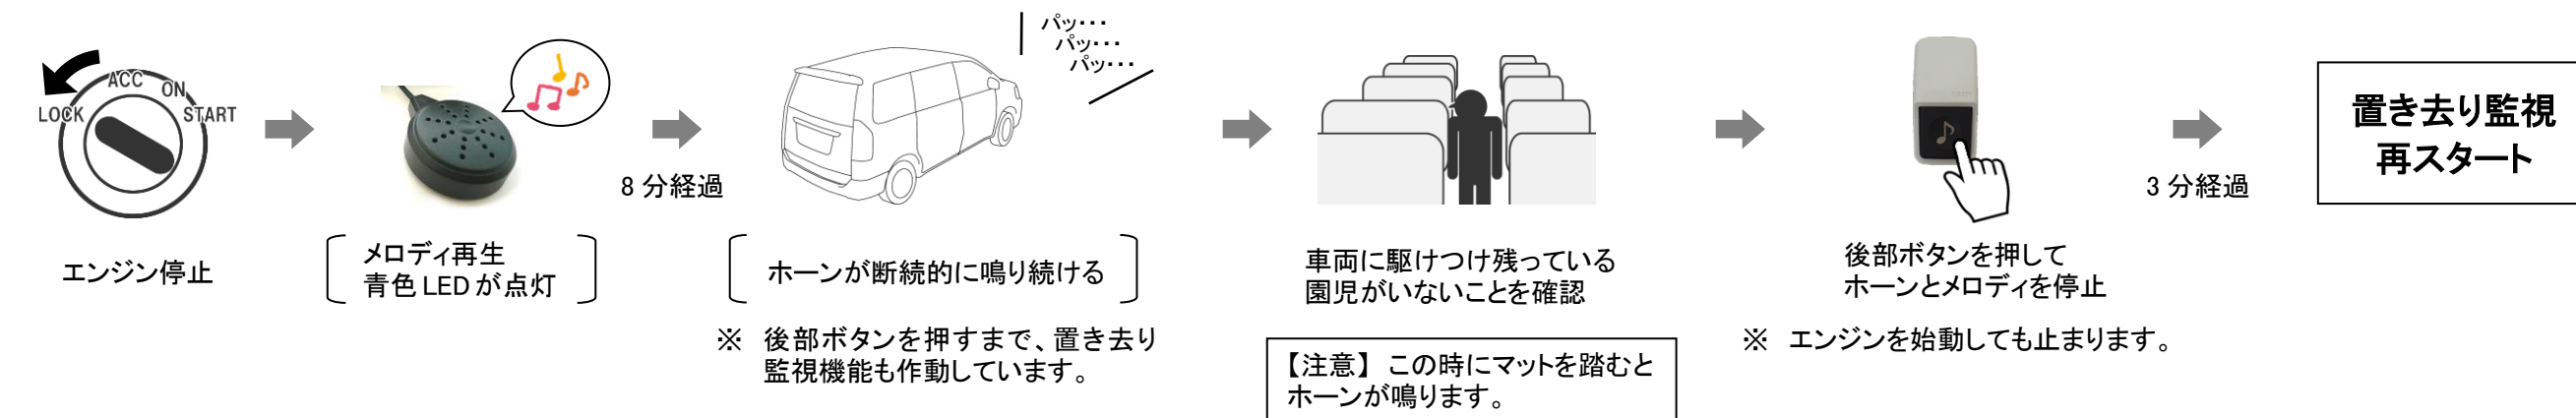 LOCK
ACC
ON
START
エンジン停止
メロディ再生
青色 LED が点灯
8 分経過
パッ･･･
パッ･･･
パッ･･･
ホーンが断続的に鳴り続ける
※ 後部ボタンを押すまで、置き去り
監視機能も作動しています。
車両に駆けつけ残っている
園児がいないことを確認
【注意】 この時にマットを踏むと
ホーンが鳴ります。
後部ボタンを押して
ホーンとメロディを停止
※ エンジンを始動しても止まります。
3 分経過
置き去り監視
再スタート